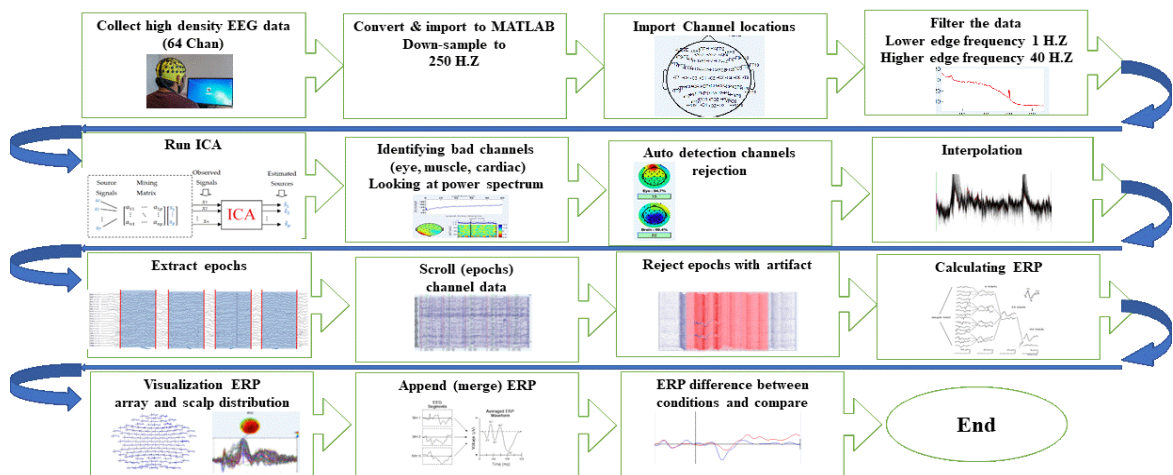 Collect high density EEG data
(64 Chan)
Convert & import to MATLAB
Down-sample to
250 H.Z
Import Channel locations
Filter the data
Lower edge frequency 1 H.Z
Higher edge frequency 40 H.Z
Run ICA
Source
Signals
Mixing
Matrix
Observed
Signals
Estimated
Sources
ICA
Identifying bad channels
(eye, muscle, cardiac)
Looking at power spectrum
Auto detection channels
rejection
Interpolation
Extract epochs
Scroll (epochs)
channel data
Reject epochs with artifact
Calculating ERP
Visualization ERP
array and scalp distribution
Append (merge) ERP
EEG
Segments
Averaged ERP
Waveform
ERP difference between
conditions and compare
End